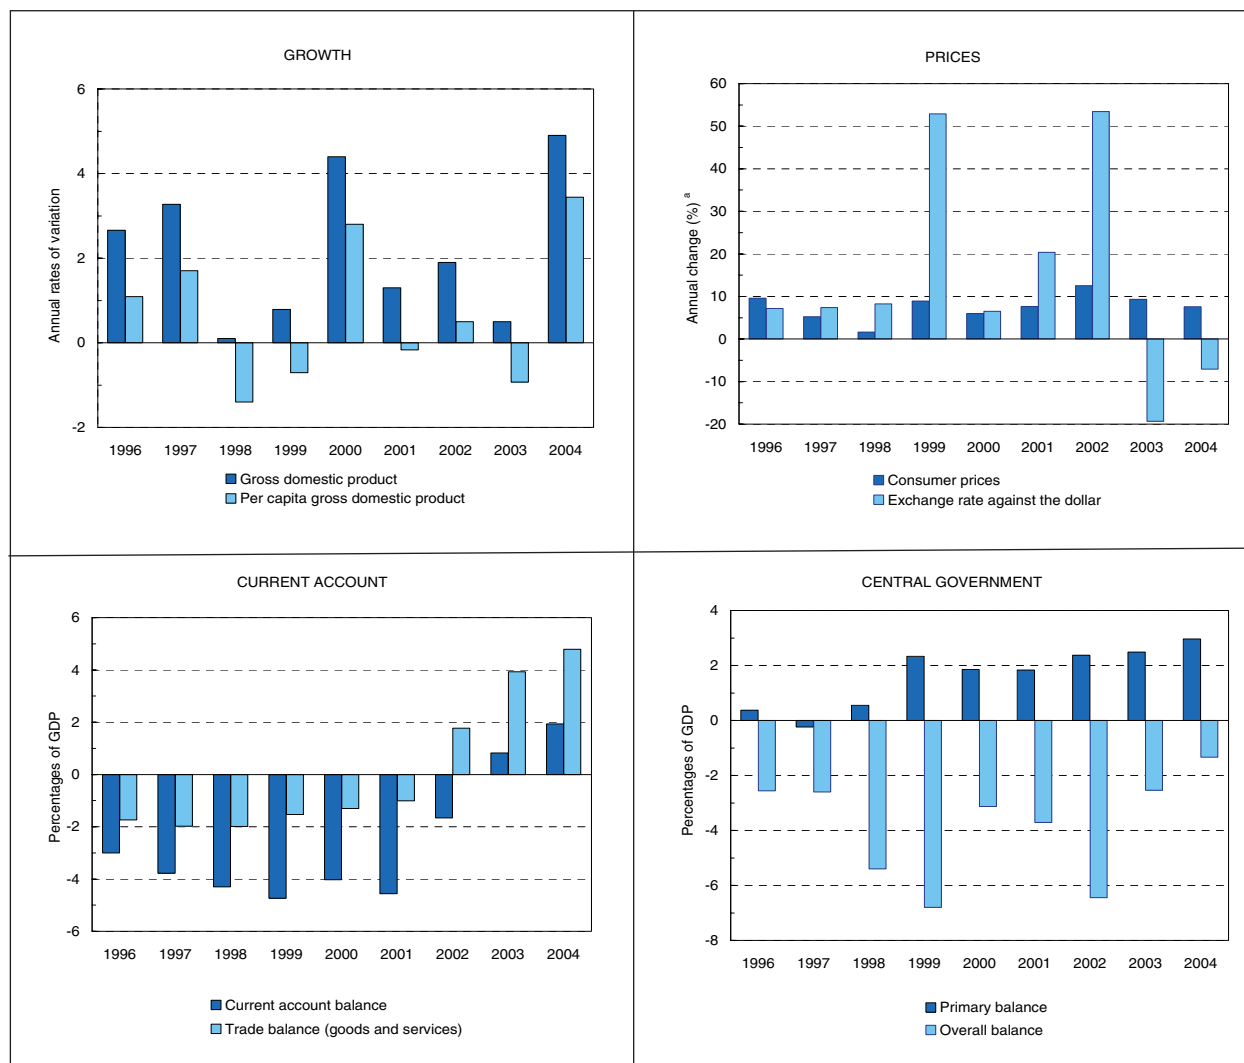 GROWTH
6
4
2
0
-2
Annual rates of variation
1996 1997 1998 1999 2000 2001 2002 2003 2004
Gross domestic product
Per capita gross domestic product
PRICES
60
50
40
30
20
10
0
-10
-20
Annual change (%) a
1996 1997 1998 1999 2000 2001 2002 2003 2004
Consumer prices
Exchange rate against the dollar
CURRENT ACCOUNT
6
4
2
0
-2
-4
-6
Percentages of GDP
1996 1997 1998 1999 2000 2001 2002 2003 2004
Current account balance
Trade balance (goods and services)
CENTRAL GOVERNMENT
4
2
0
-2
-4
-6
-8
Percentages of GDP
1996 1997 1998 1999 2000 2001 2002 2003 2004
Primary balance
Overall balance